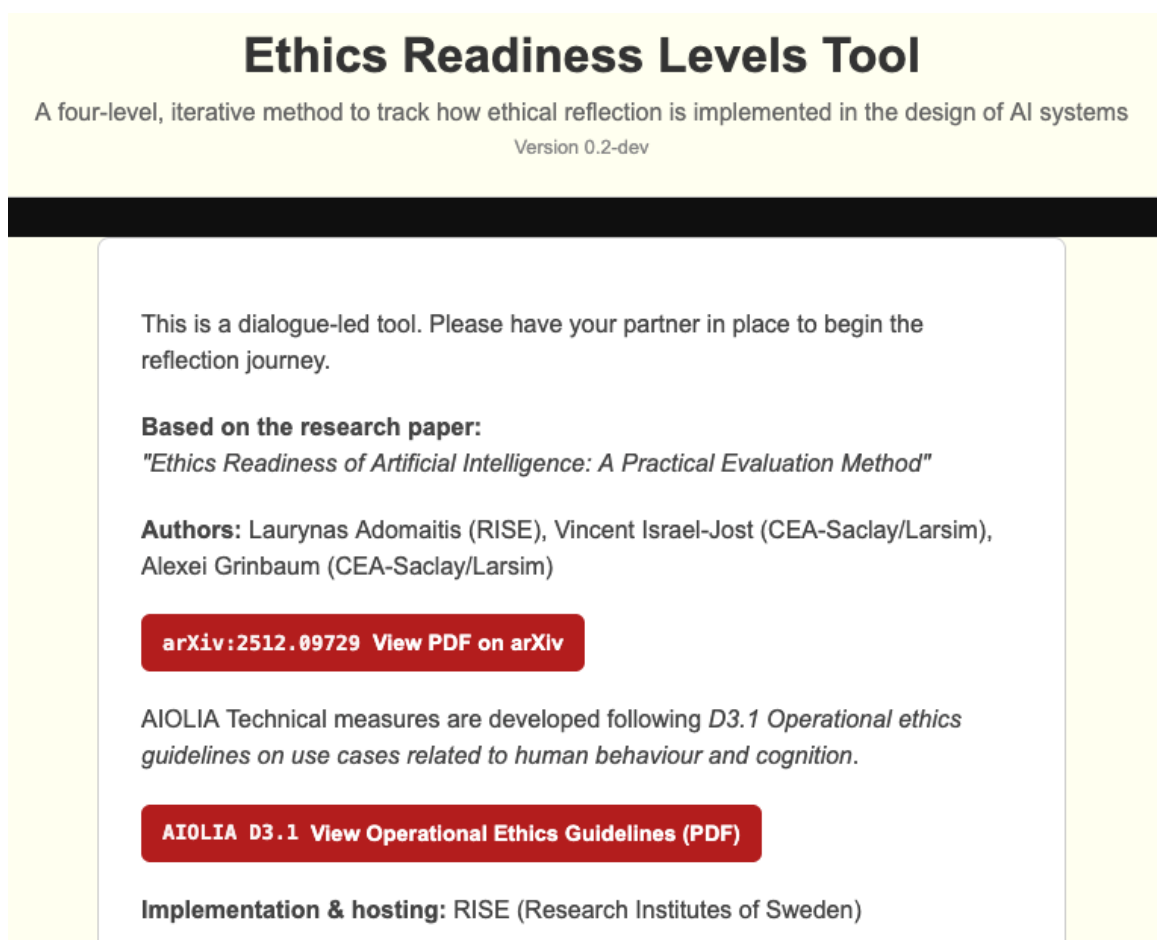 Ethics Readiness Levels Tool
A four-level, iterative method to track how ethical reflection is implemented in the design of AI systems
Version 0.2-dev
This is a dialogue-led tool. Please have your partner in place to begin the
reflection journey.
Based on the research paper:
"Ethics Readiness of Artificial Intelligence: A Practical Evaluation Method"
Authors: Laurynas Adomaitis (RISE), Vincent Israel-Jost (CEA-Saclay/Larsim),
Alexei Grinbaum (CEA-Saclay/Larsim)
arXiv:2512.09729 View PDF on arXiv
AIOLIA Technical measures are developed following D3.1 Operational ethics
guidelines on use cases related to human behaviour and cognition.
AIOLIA D3.1 View Operational Ethics Guidelines (PDF)
Implementation & hosting: RISE (Research Institutes of Sweden)